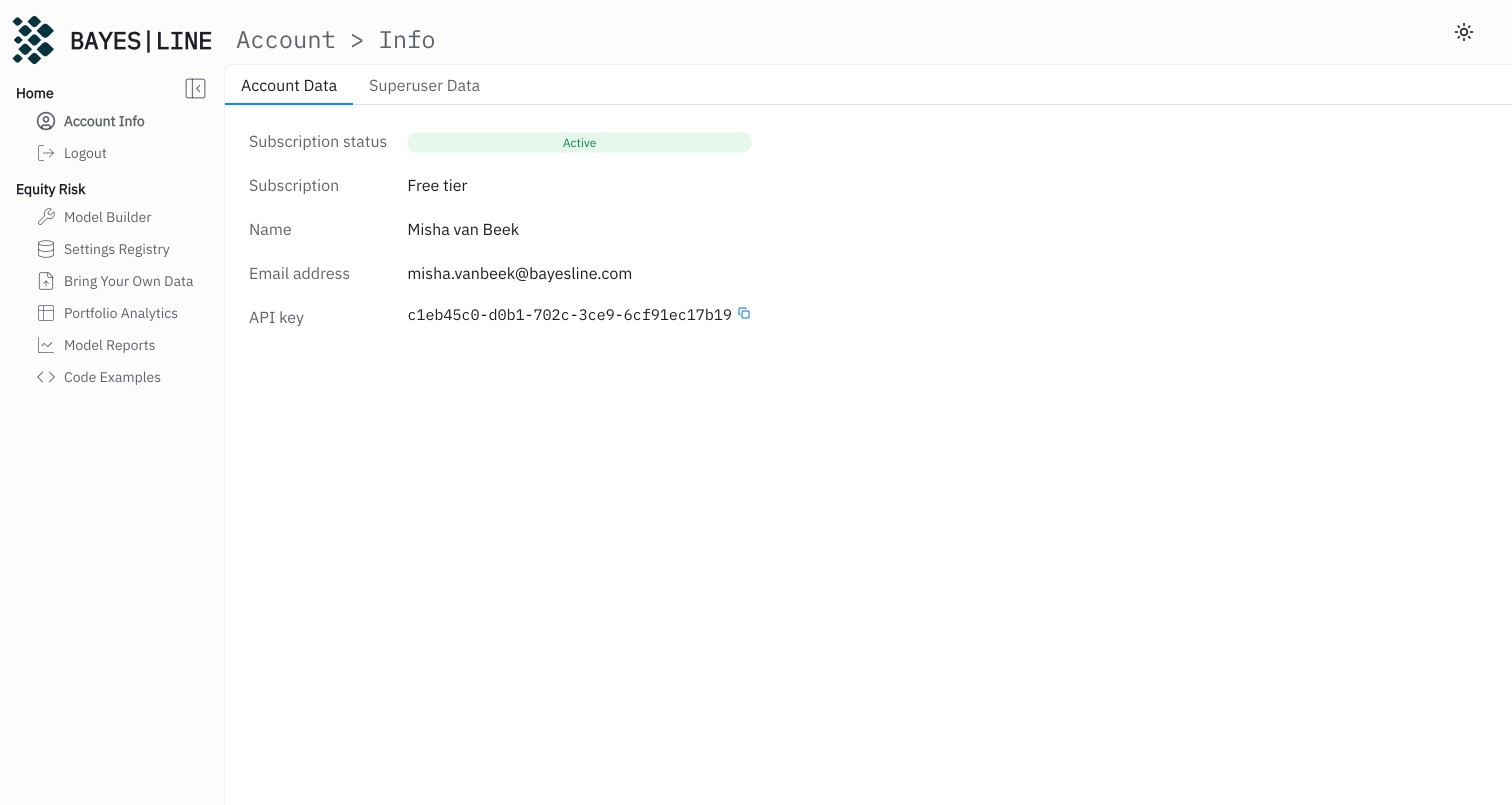 BAYES|LINE
Account > Info
Home
Account Info
Logout
Equity Risk
Model Builder
Settings Registry
Bring Your Own Data
Portfolio Analytics
Model Reports
Code Examples
Account Data Superuser Data
Subscription status Active
Subscription Free tier
Name Misha van Beek
Email address misha.vanbeek@bayesline.com
API key c1eb45c0-d0b1-702c-3ce9-6cf91ec17b19